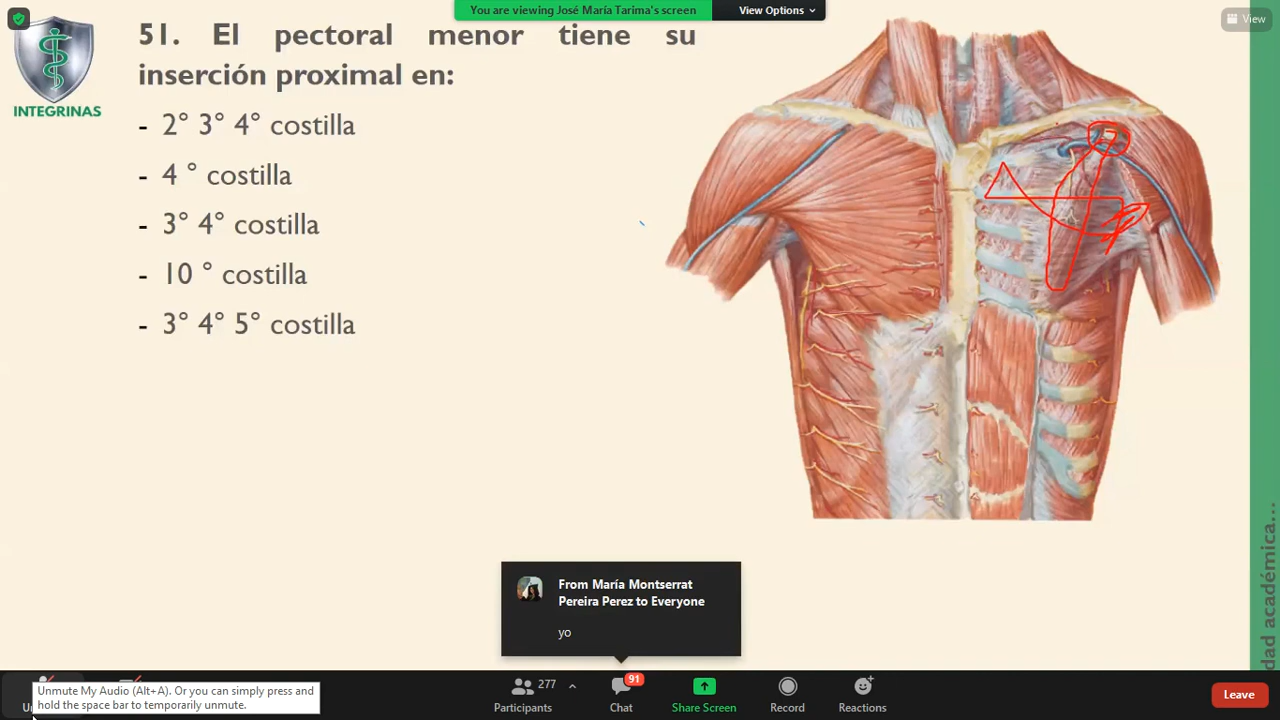 You are viewing José María Tarima's screen
View Options
View
INTEGRINAS
51. El pectoral menor tiene su
inserción proximal en:
- 2° 3° 4° costilla
- 4 ° costilla
- 3° 4° costilla
- 10 ° costilla
- 3° 4° 5° costilla
dad académica...
From María Montserrat
Pereira Perez to Everyone
yo
Unmute My Audio (Alt+A). Or you can simply press and
hold the space bar to temporarily unmute.
277
Participants
91
Chat
Share Screen
Record
Reactions
Leave